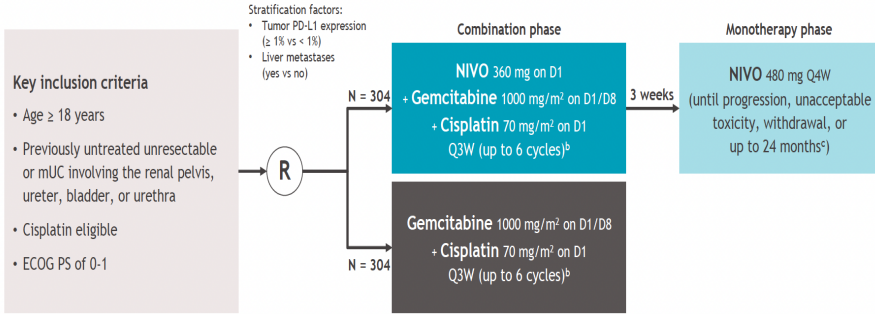 Stratification factors:
• Tumor PD-L1 expression
(≥ 1% vs < 1%)
• Liver metastases
(yes vs no)
Key inclusion criteria
• Age ≥ 18 years
• Previously untreated unresectable
or mUC involving the renal pelvis,
ureter, bladder, or urethra
• Cisplatin eligible
• ECOG PS of 0-1
R
N = 304
N = 304
Combination phase
NIVO 360 mg on D1
+ Gemcitabine 1000 mg/m² on D1/D8
+ Cisplatin 70 mg/m² on D1
Q3W (up to 6 cycles)ᵇ
Gemcitabine 1000 mg/m² on D1/D8
+ Cisplatin 70 mg/m² on D1
Q3W (up to 6 cycles)ᵇ
3 weeks
Monotherapy phase
NIVO 480 mg Q4W
(until progression, unacceptable
toxicity, withdrawal, or
up to 24 monthsᶜ)